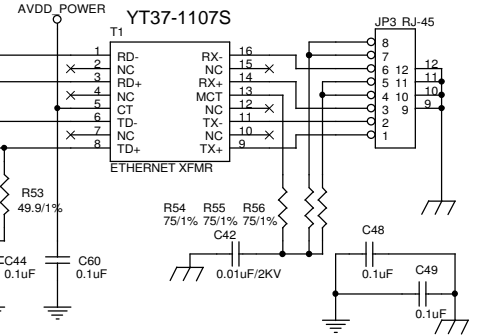 AVDD_POWER
YT37-1107S
T1
JP3 RJ-45
1 RD- RX- 16
2 NC NC 15
3 RD+ RX+ 14
4 NC MCT 13
5 CT NC 12
6 TD- TX- 11
7 NC NC 10
8 TD+ TX+ 9
ETHERNET XFMR
8
7
6 12 12
5 11 11
4 10 10
3 9 9
2
1
R53
49.9/1%
R54 R55 R56
75/1% 75/1% 75/1%
C42
0.01uF/2KV
C44
0.1uF
C60
0.1uF
C48
0.1uF
C49
0.1uF